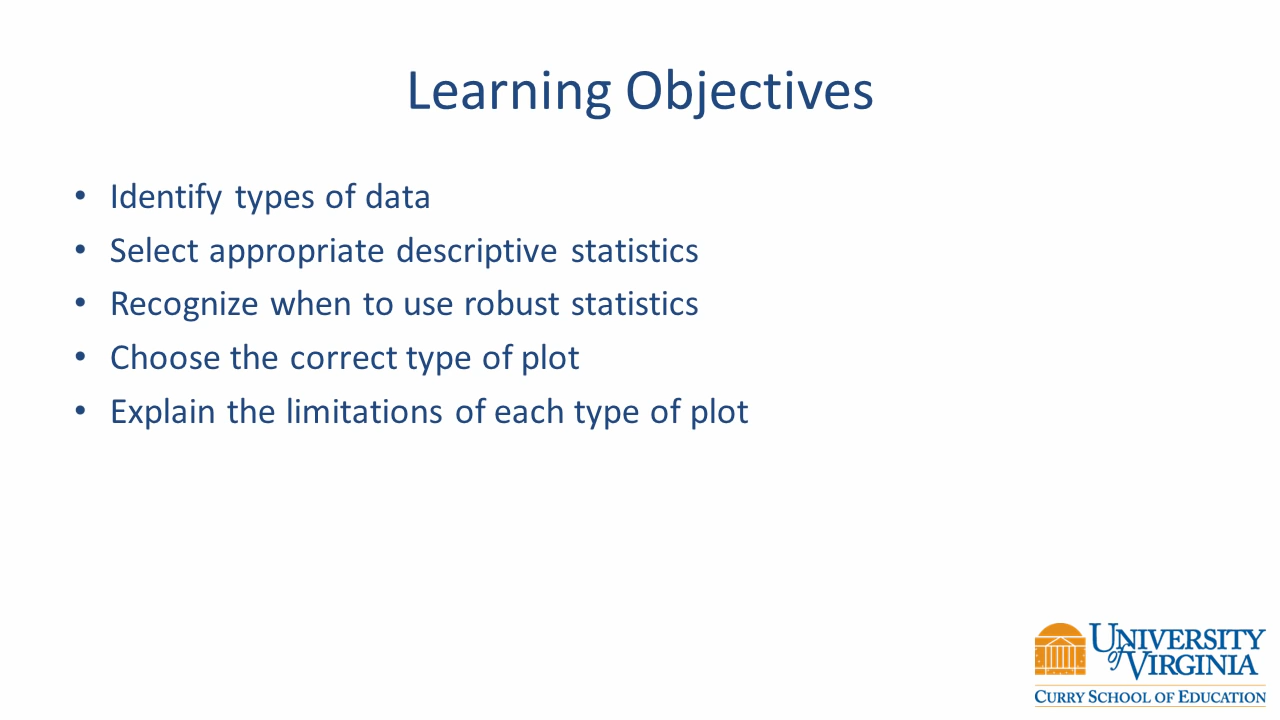 Learning Objectives
• Identify types of data
• Select appropriate descriptive statistics
• Recognize when to use robust statistics
• Choose the correct type of plot
• Explain the limitations of each type of plot
UNIVERSITY
of VIRGINIA
CURRY SCHOOL OF EDUCATION